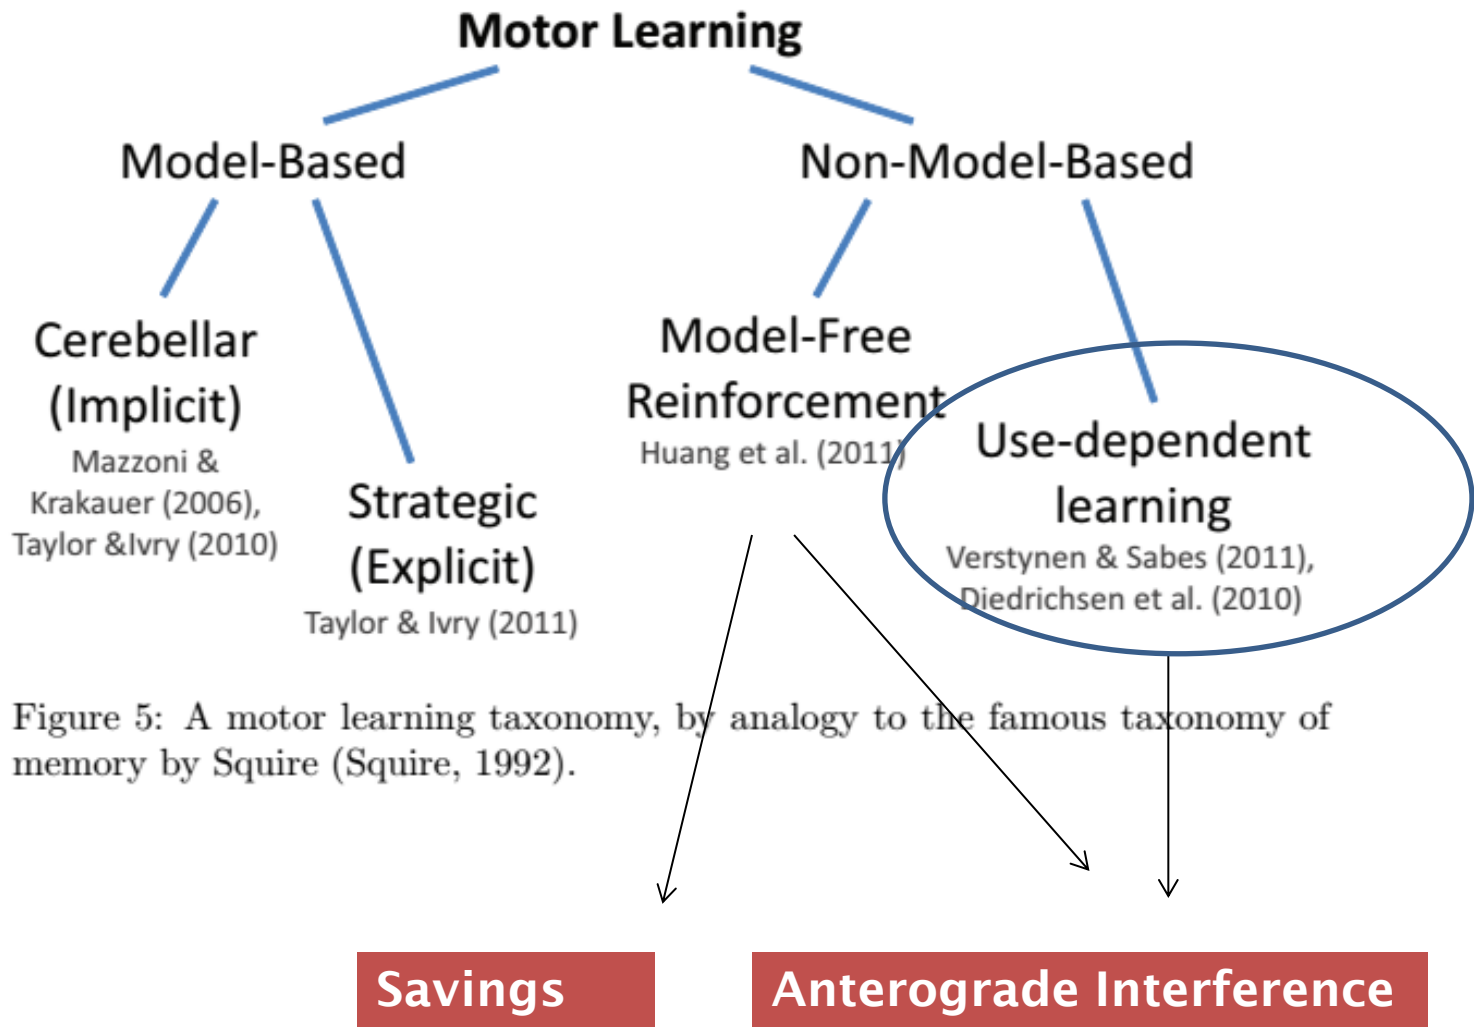 Motor Learning
Model-Based
Non-Model-Based
Cerebellar
(Implicit)
Mazzoni &
Krakauer (2006),
Taylor &Ivry (2010)
Strategic
(Explicit)
Taylor & Ivry (2011)
Model-Free
Reinforcement
Huang et al. (2011)
Use-dependent
learning
Verstynen & Sabes (2011),
Diedrichsen et al. (2010)
Figure 5: A motor learning taxonomy, by analogy to the famous taxonomy of
memory by Squire (Squire, 1992).
Savings
Anterograde Interference